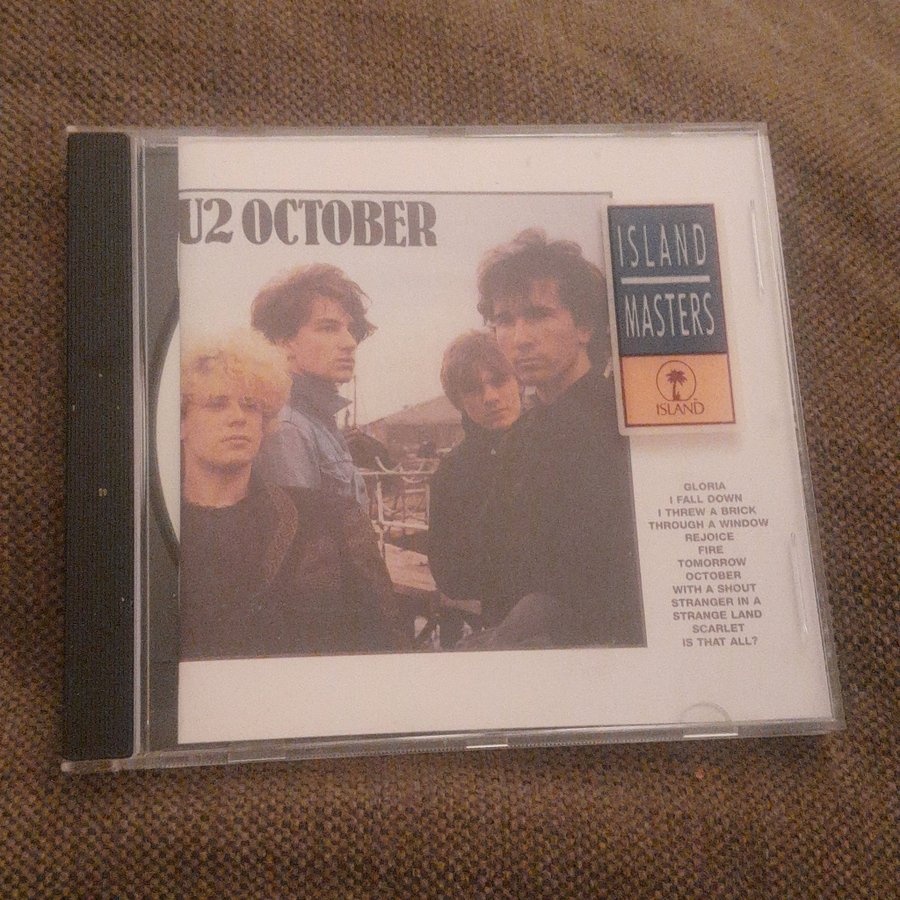 U2 OCTOBER
ISLAND
MASTERS
ISLAND
GLORIA
I FALL DOWN
I THREW A BRICK
THROUGH A WINDOW
REJOICE
FIRE
TOMORROW
OCTOBER
WITH A SHOUT
STRANGER IN A
STRANGE LAND
SCARLET
IS THAT ALL?